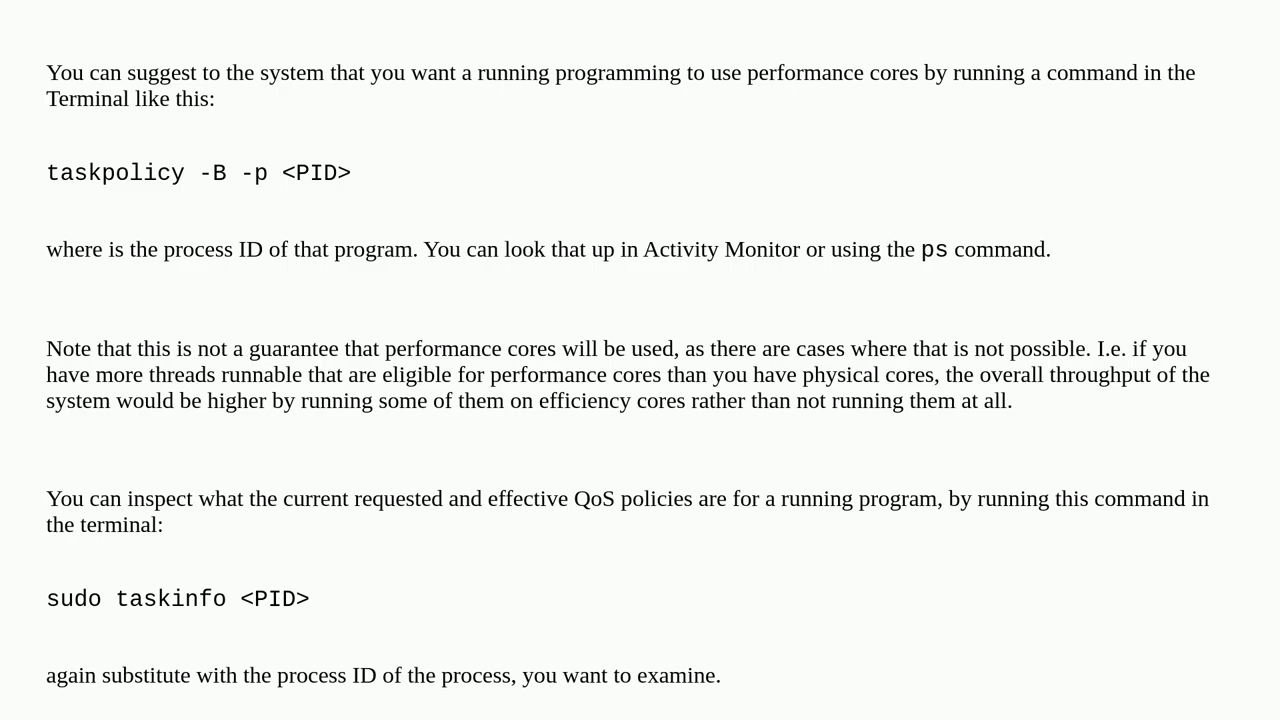 You can suggest to the system that you want a running programming to use performance cores by running a command in the
Terminal like this:
taskpolicy -B -p <PID>
where is the process ID of that program. You can look that up in Activity Monitor or using the ps command.
Note that this is not a guarantee that performance cores will be used, as there are cases where that is not possible. I.e. if you
have more threads runnable that are eligible for performance cores than you have physical cores, the overall throughput of the
system would be higher by running some of them on efficiency cores rather than not running them at all.
You can inspect what the current requested and effective QoS policies are for a running program, by running this command in
the terminal:
sudo taskinfo <PID>
again substitute with the process ID of the process, you want to examine.